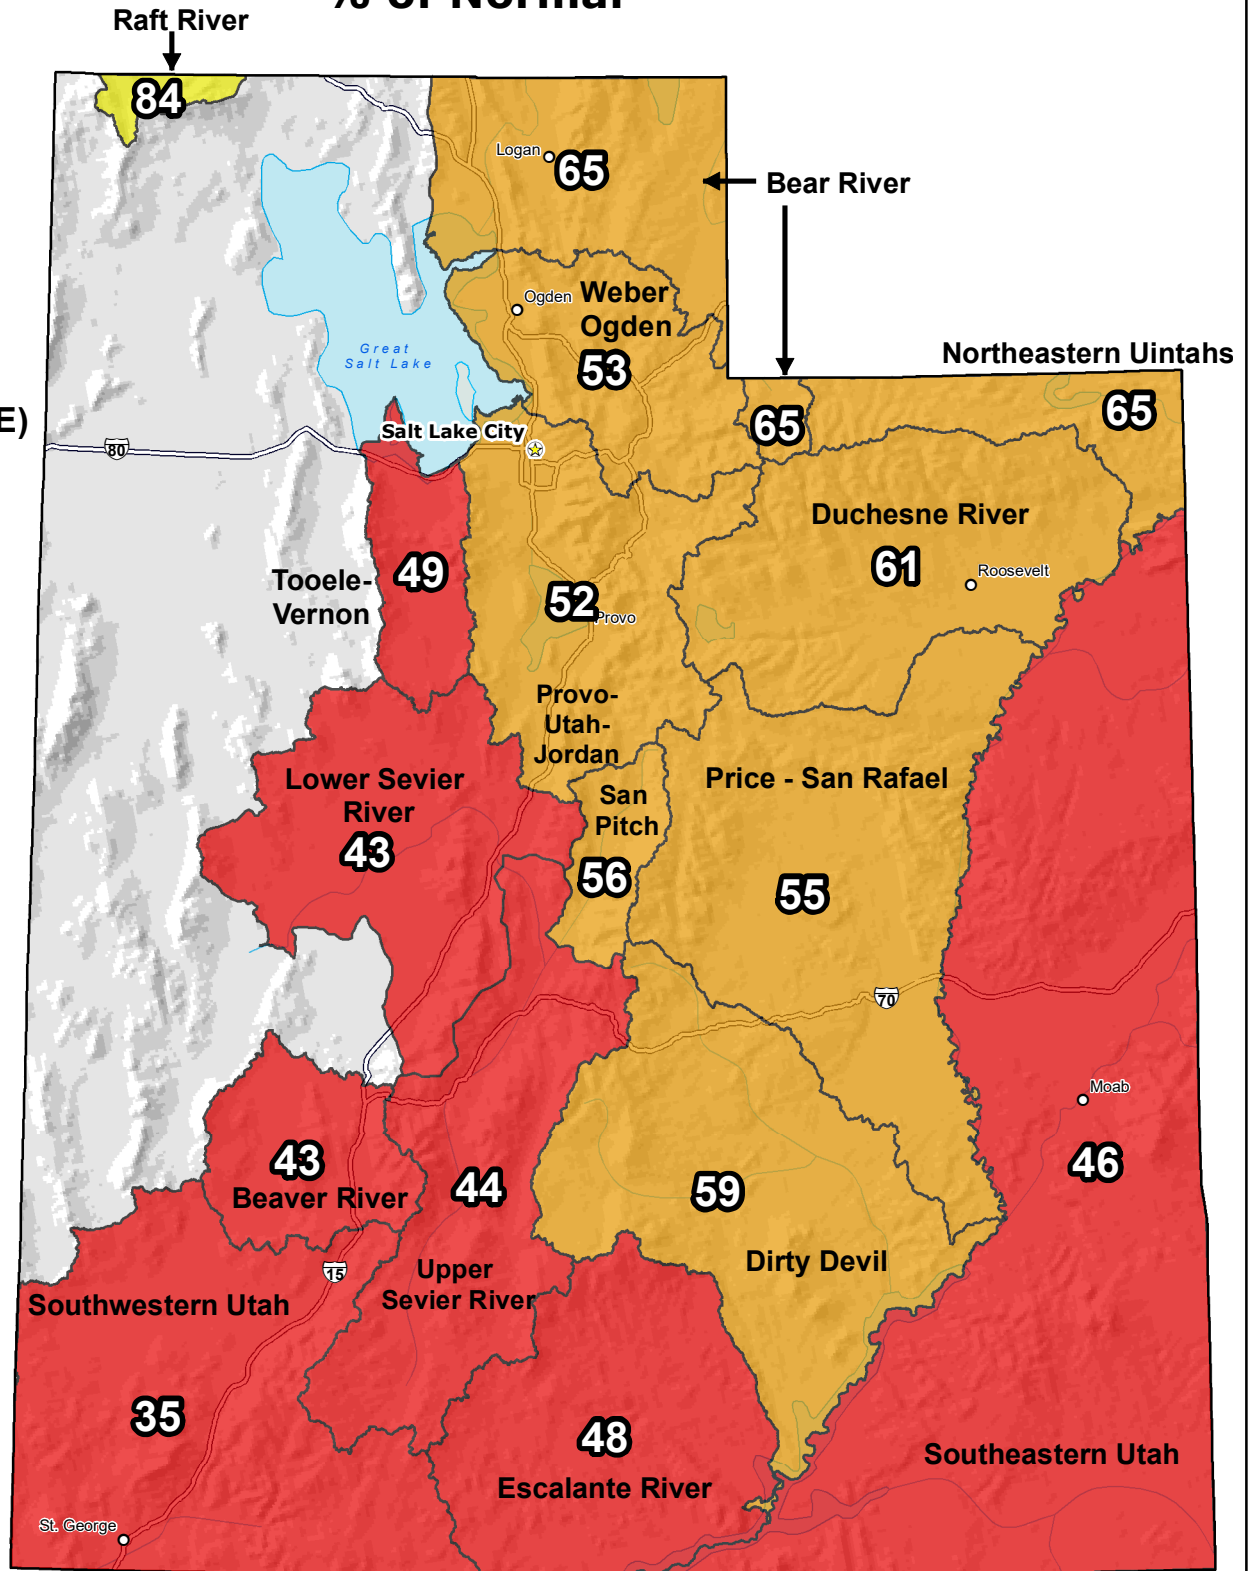 % of Normal
Raft River
84
Logan
65
Bear River
Ogden
Weber
Ogden
53
Great
Salt Lake
Northeastern Uintahs
65
65
E)
Salt Lake City
80
Duchesne River
61
Roosevelt
Tooele-
Vernon
49
52
Provo
Provo-
Utah-
Jordan
Lower Sevier
River
43
San
Pitch
56
Price - San Rafael
55
70
Moab
46
43
Beaver River
44
59
Dirty Devil
15
Upper
Sevier River
Southwestern Utah
35
48
Escalante River
Southeastern Utah
St. George